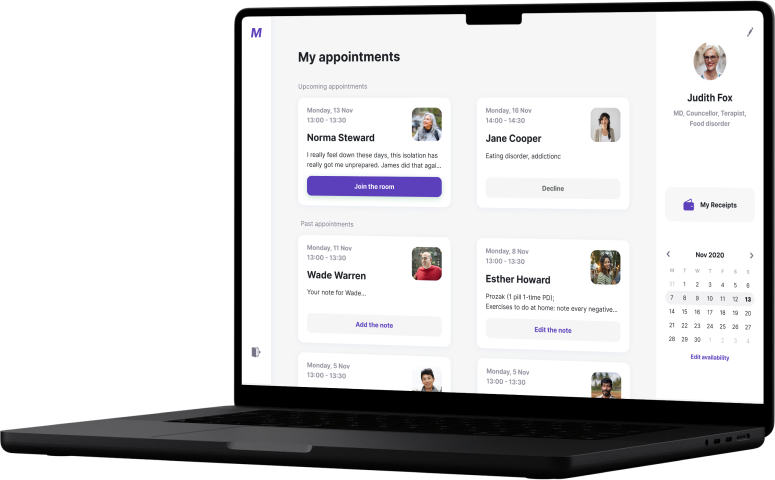 M
My appointments
Upcoming appointments
Monday, 13 Nov
13:00 - 13:30
Norma Steward
I really feel down these days, this isolation has
really got me unprepared. James did that agai...
Join the room
Monday, 16 Nov
14:00 - 14:30
Jane Cooper
Eating disorder, addictionc
Decline
Past appointments
Monday, 11 Nov
13:00 - 13:30
Wade Warren
Your note for Wade...
Add the note
Monday, 8 Nov
13:00 - 13:30
Esther Howard
Prozak (1 pill 1-time PD);
Exercises to do at home: note every negative...
Edit the note
Monday, 5 Nov
13:00 - 13:30
Monday, 5 Nov
13:00 - 13:30
Judith Fox
MD, Councellor, Terapist,
Food disorder
My Receipts
Nov 2020
M T W T F S S
31 1 2 3 4 5 6
7 8 9 10 11 12 13
14 15 16 17 18 19 20
21 22 23 24 25 26 27
28 29 30 1 2 3 4
Edit availability